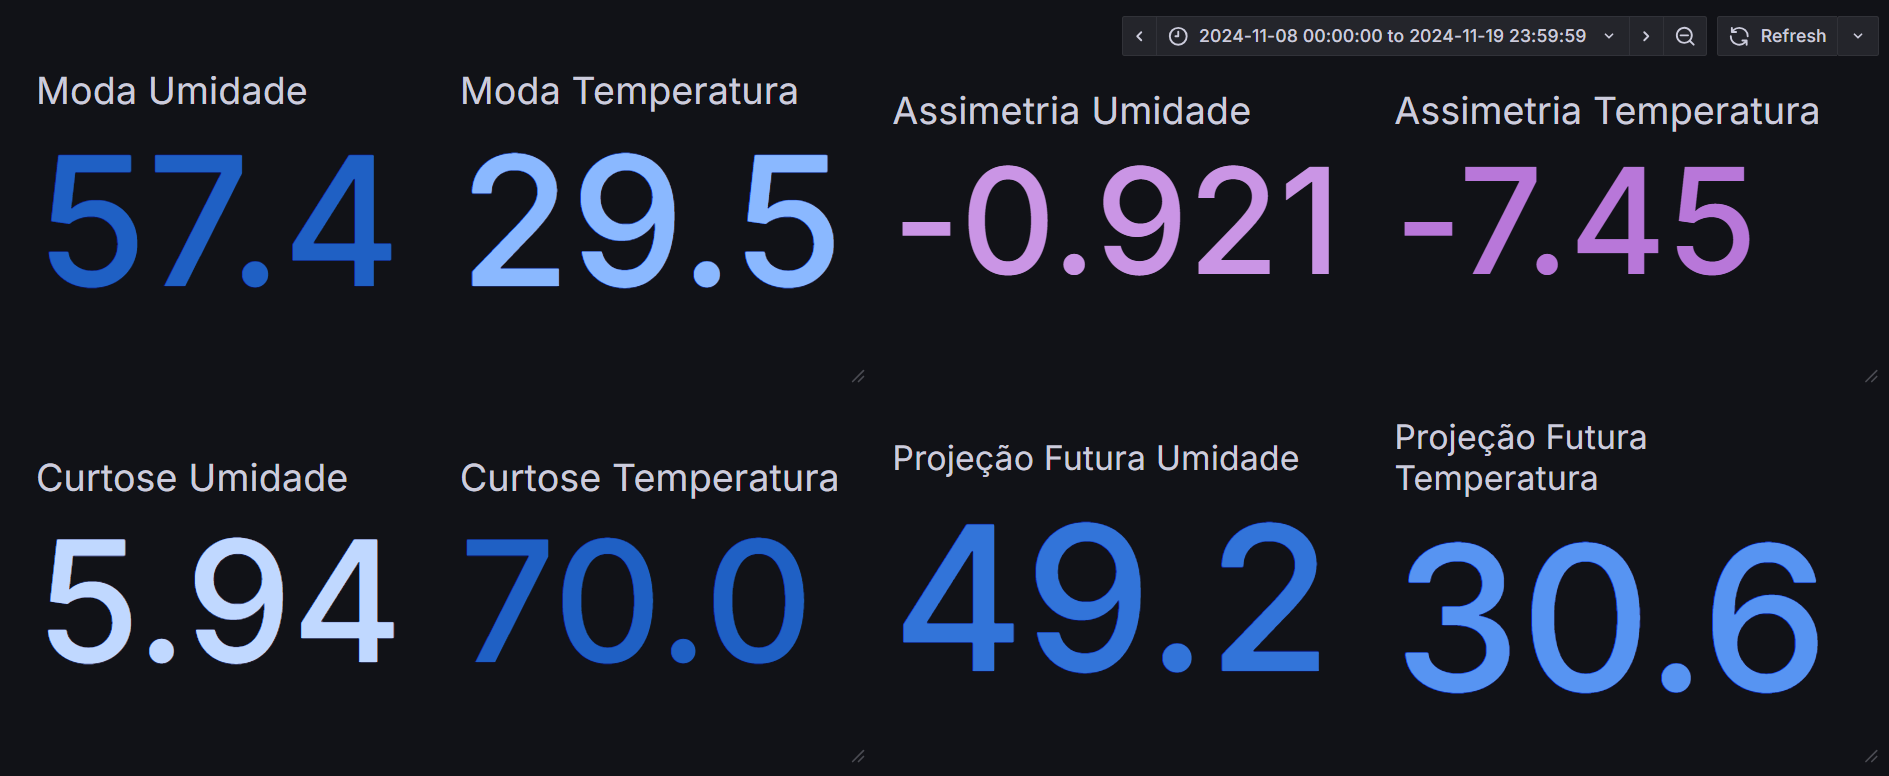 2024-11-08 00:00:00 to 2024-11-19 23:59:59
Refresh
Moda Umidade
57.4
Moda Temperatura
29.5
Assimetria Umidade
-0.921
Assimetria Temperatura
-7.45
Curtose Umidade
5.94
Curtose Temperatura
70.0
Projeção Futura Umidade
49.2
Projeção Futura
Temperatura
30.6